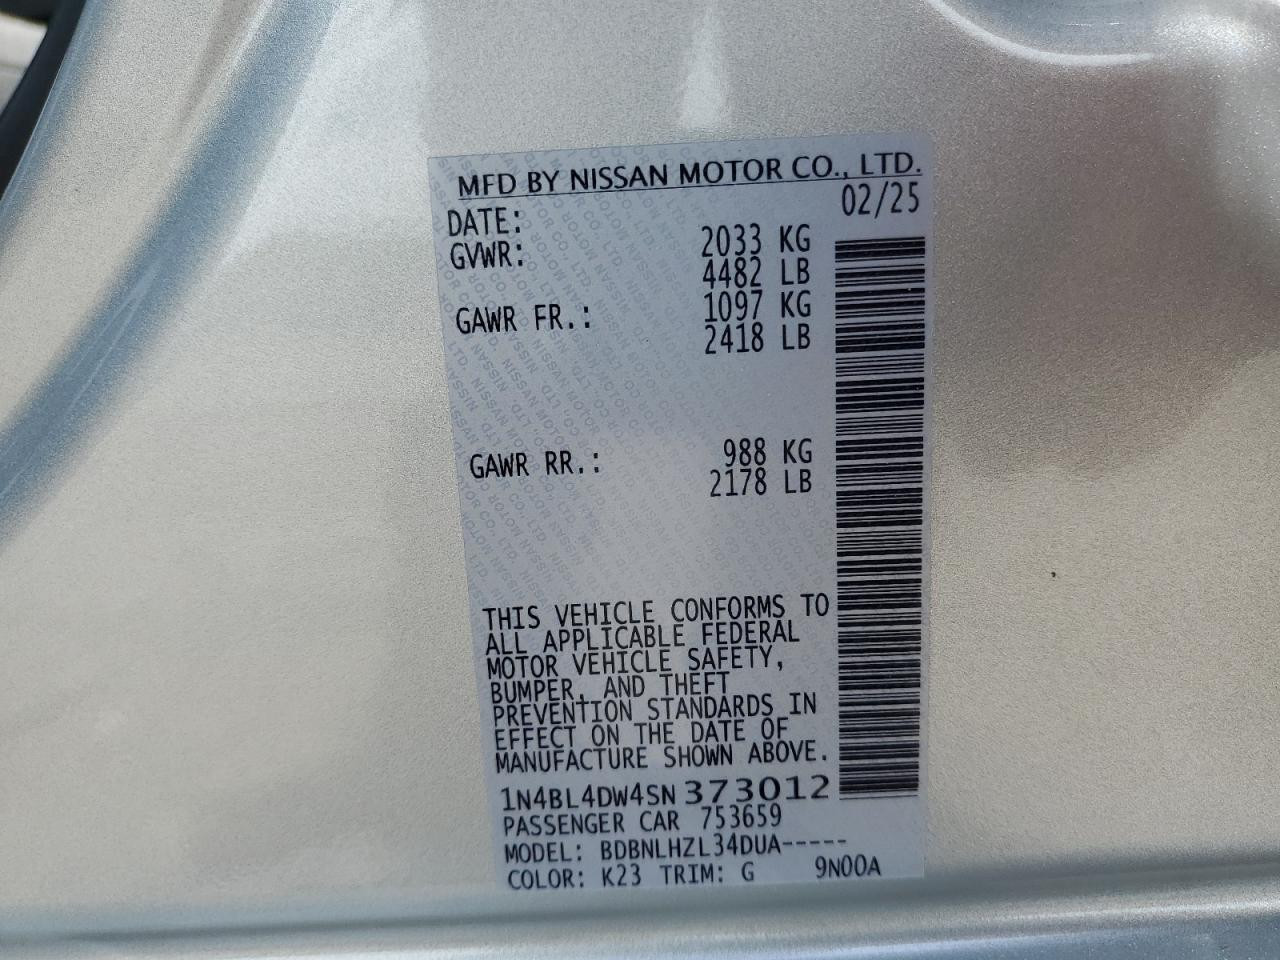 MFD BY NISSAN MOTOR CO., LTD.
DATE: 02/25
GVWR: 2033 KG
4482 LB
GAWR FR.: 1097 KG
2418 LB
GAWR RR.: 988 KG
2178 LB
THIS VEHICLE CONFORMS TO
ALL APPLICABLE FEDERAL
MOTOR VEHICLE SAFETY,
BUMPER, AND THEFT
PREVENTION STANDARDS IN
EFFECT ON THE DATE OF
MANUFACTURE SHOWN ABOVE.
1N4BL4DW4SN373012
PASSENGER CAR 753659
MODEL: BDBNLHZL34DUA-----
COLOR: K23 TRIM: G 9N00A